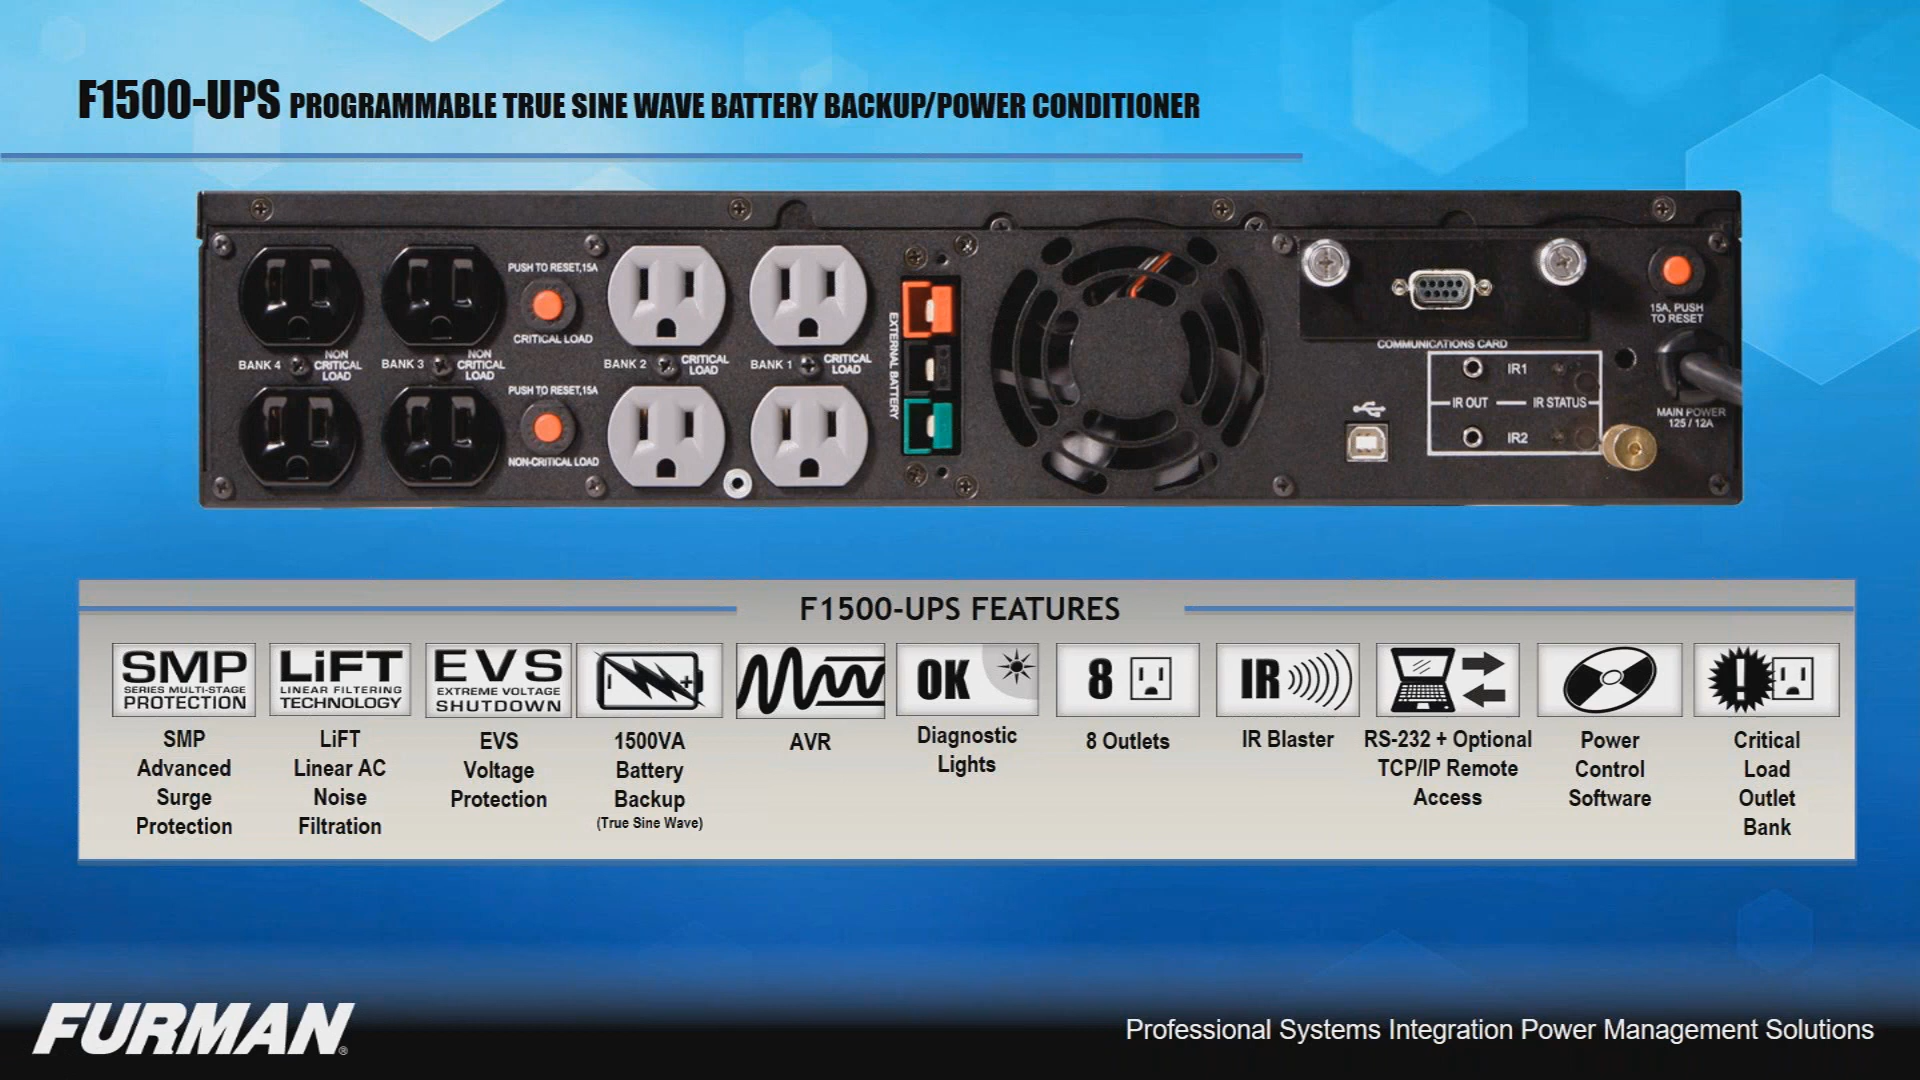 F1500-UPS PROGRAMMABLE TRUE SINE WAVE BATTERY BACKUP/POWER CONDITIONER
PUSH TO RESET,15A
CRITICAL LOAD
BANK 4
NON
CRITICAL
LOAD
BANK 3
NON
CRITICAL
LOAD
PUSH TO RESET,15A
NON-CRITICAL LOAD
BANK 2
CRITICAL
LOAD
BANK 1
CRITICAL
LOAD
EXTERNAL BATTERY
COMMUNICATIONS CARD
IR1
IR OUT
IR STATUS
IR2
15A, PUSH
TO RESET
MAIN POWER
125 / 12A
F1500-UPS FEATURES
SMP
SERIES MULTI-STAGE
PROTECTION
SMP
Advanced
Surge
Protection
LiFT
LINEAR FILTERING
TECHNOLOGY
LiFT
Linear AC
Noise
Filtration
EVS
EXTREME VOLTAGE
SHUTDOWN
EVS
Voltage
Protection
1500VA
Battery
Backup
(True Sine Wave)
AVR
OK
Diagnostic
Lights
8
8 Outlets
IR
IR Blaster
RS-232 + Optional
TCP/IP Remote
Access
Power
Control
Software
!
Critical
Load
Outlet
Bank
FURMAN®
Professional Systems Integration Power Management Solutions